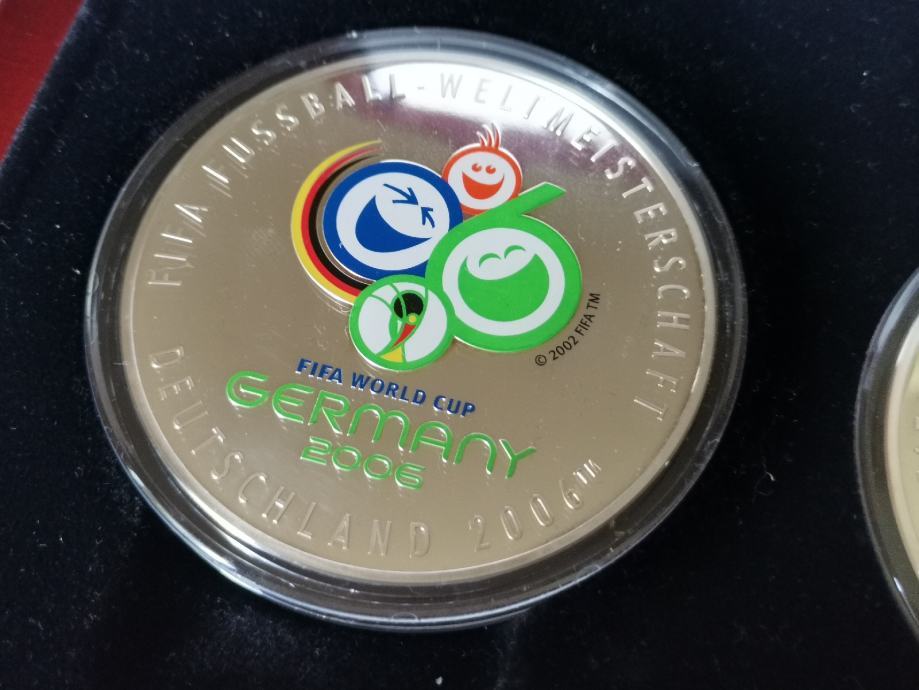 FIFA FUSSBALL-WELTMEISTERSCHAFT
DEUTSCHLAND 2006™
© 2002 FIFA TM
FIFA WORLD CUP
GERMANY
2006